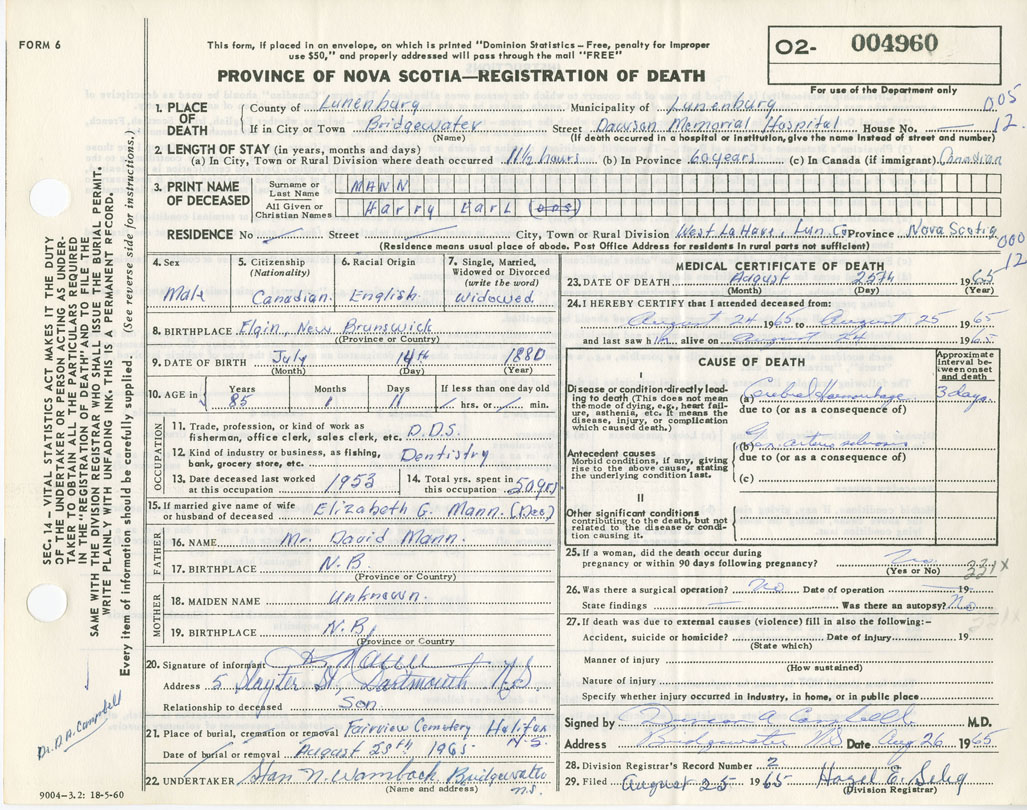 FORM 6
This form, if placed in an envelope, on which is printed "Dominion Statistics – Free, penalty for improper
use $50," and properly addressed will pass through the mail "FREE"
PROVINCE OF NOVA SCOTIA—REGISTRATION OF DEATH
02- 004960
For use of the Department only
005
12.
1. PLACE OF DEATH
County of Lunenburg Municipality of Lunenburg
If in City or Town Bridgewater Street Dawson Memorial Hospital House No.
(Name) (If death occurred in hospital or institution, give the name instead of street and number)
2. LENGTH OF STAY (in years, months and days)
(a) In City, Town or Rural Division where death occurred 11½ hours (b) In Province 60 years (c) In Canada (if immigrant) Canadian
3. PRINT NAME OF DECEASED
Surname or Last Name MANN
All Given or Christian Names Harry Earl (DDS)
RESIDENCE No Street City, Town or Rural Division West LaHave, Lun. Co Province Nova Scotia
(Residence means usual place of abode. Post Office Address for residents in rural parts not sufficient)
000
12
4. Sex Male
5. Citizenship (Nationality) Canadian
6. Racial Origin English
7. Single, Married, Widowed or Divorced (write the word) Widowed
8. BIRTHPLACE Elgin, New Brunswick
(Province or Country)
9. DATE OF BIRTH July 14th 1880
(Month) (Day) (Year)
10. AGE in Years 85 Months 1 Days 11 If less than one day old hrs. or min.
OCCUPATION
11. Trade, profession, or kind of work as fisherman, office clerk, sales clerk, etc. D.D.S.
12. Kind of industry or business, as fishing, bank, grocery store, etc. Dentistry
13. Date deceased last worked at this occupation 1953
14. Total yrs. spent in this occupation 50 yrs
15. If married give name of wife or husband of deceased Elizabeth G. Mann. (Dec)
FATHER
16. NAME Mr. David Mann.
17. BIRTHPLACE N.B.
(Province or Country)
MOTHER
18. MAIDEN NAME Unknown.
19. BIRTHPLACE N.B.
(Province or Country)
20. Signature of informant
Address 5 Slayter St, Dartmouth N.S.
Relationship to deceased Son.
21. Place of burial, cremation or removal Fairview Cemetery Halifax N.S.
Date of burial or removal August 28th 1965
22. UNDERTAKER Stan N. Wamback Bridgewater N.S.
(Name and address)
9004-3.2: 18-5-60
MEDICAL CERTIFICATE OF DEATH
23. DATE OF DEATH August 25th 1965
(Month) (Day) (Year)
24. I HEREBY CERTIFY that I attended deceased from:
August 24 1965 to August 25 1965
and last saw him alive on August 24 1965
CAUSE OF DEATH
Approximate interval between onset and death
I
Disease or condition directly leading to death (This does not mean the mode of dying, e.g., heart failure, asthenia, etc. It means the disease, injury, or complication which caused death.)
(a) Cerebral Hemorrhage 3 days
due to (or as a consequence of)
Antecedent causes
Morbid conditions, if any, giving rise to the above cause, stating the underlying condition last.
(b) Gen. arterio sclerosis
due to (or as a consequence of)
(c)
II
Other significant conditions
contributing to the death, but not related to the disease or condition causing it.
25. If a woman, did the death occur during pregnancy or within 90 days following pregnancy? No
(Yes or No)
331X
26. Was there a surgical operation? No Date of operation 19
State findings Was there an autopsy? No
331X
27. If death was due to external causes (violence) fill in also the following:–
Accident, suicide or homicide? Date of injury 19
(State which)
Manner of injury
(How sustained)
Nature of injury
Specify whether injury occurred in industry, in home, or in public place
Signed by Duncan A Campbell M.D.
Address Bridgewater N.S Date Aug 26 1965
28. Division Registrar's Record Number 2
29. Filed August 25 1965 Hazel E. Selig
(Division Registrar)
SEC. 14 – VITAL STATISTICS ACT MAKES IT THE DUTY
OF THE UNDERTAKER OR PERSON ACTING AS UNDER-
TAKER TO OBTAIN ALL THE PARTICULARS REQUIRED
IN THE "REGISTRATION OF DEATH" AND TO FILE THE
SAME WITH THE DIVISION REGISTRAR WHO SHALL ISSUE THE BURIAL PERMIT.
WRITE PLAINLY WITH UNFADING INK. THIS IS A PERMANENT RECORD.
Every item of information should be carefully supplied. (See reverse side for instructions.)
Dr. D A. Campbell